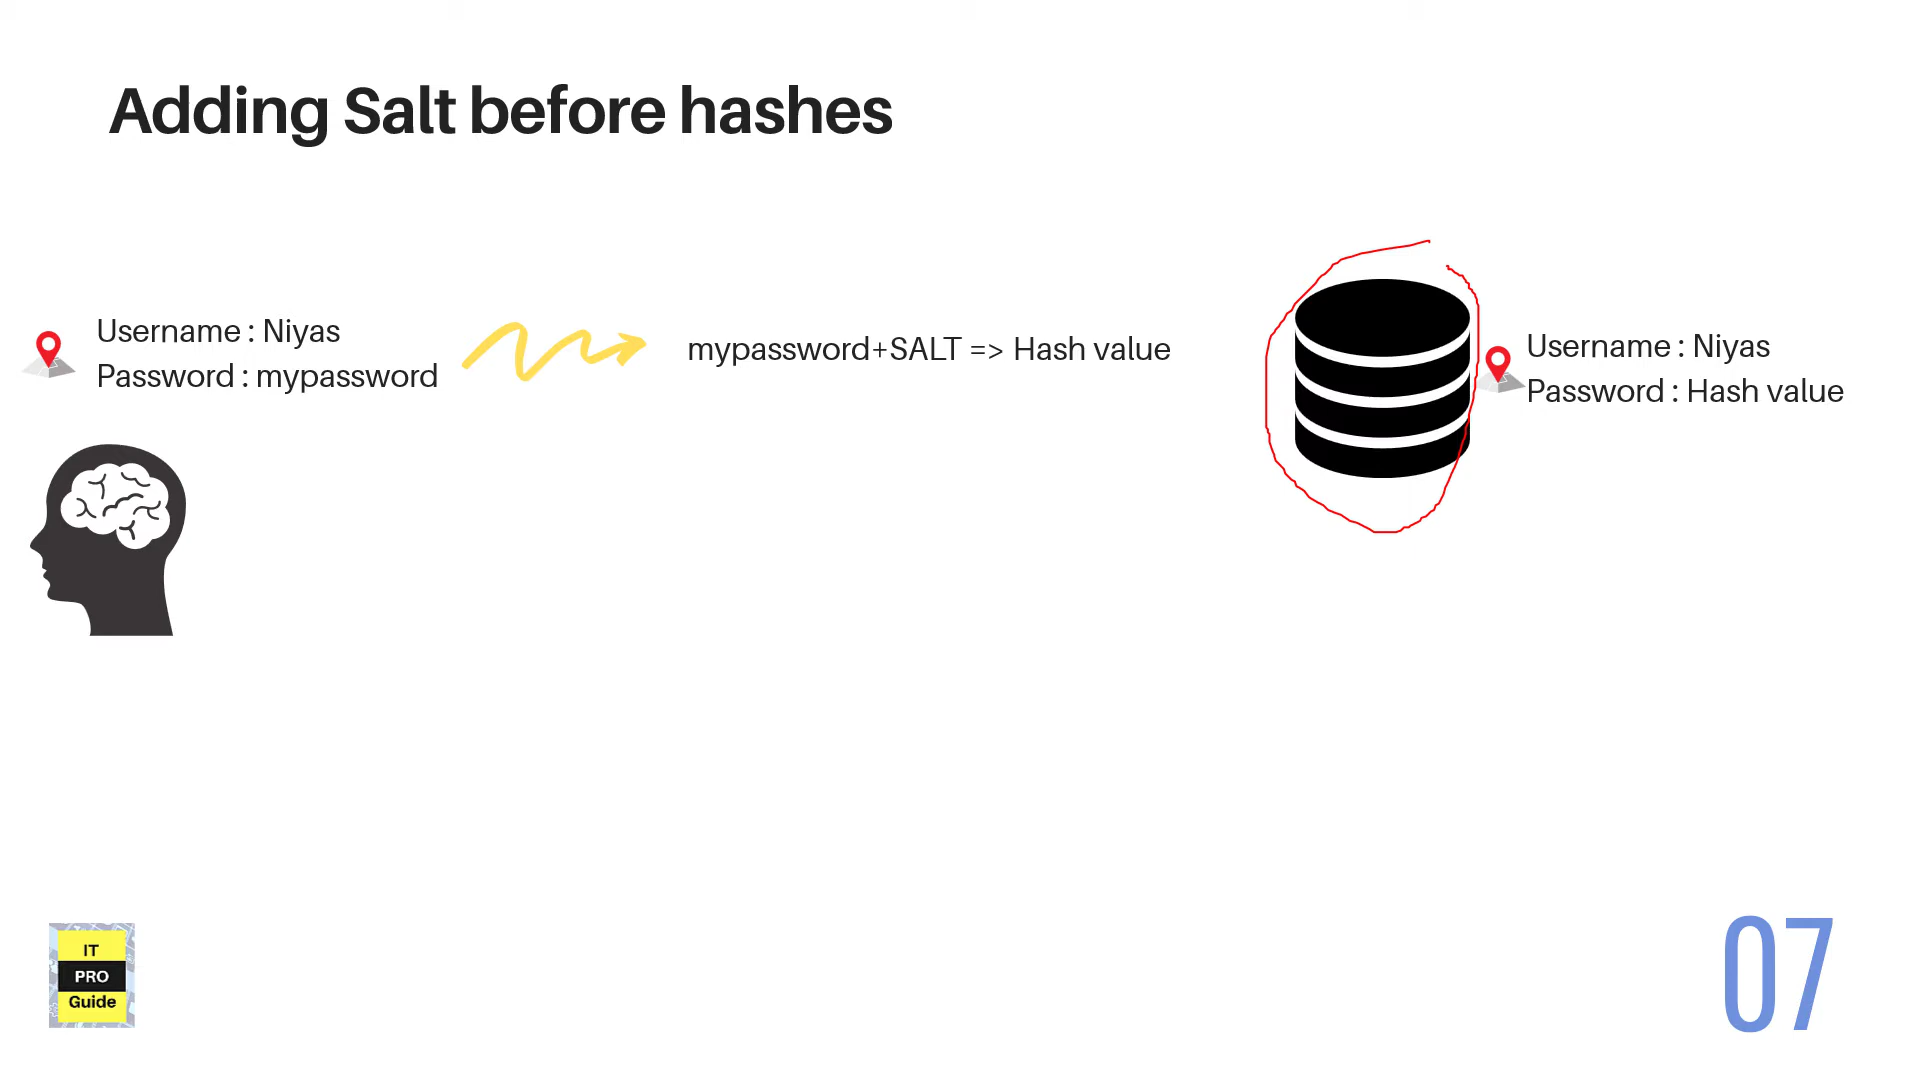 Adding Salt before hashes
Username : Niyas
Password : mypassword
mypassword+SALT => Hash value
Username : Niyas
Password : Hash value
IT
PRO
Guide
07